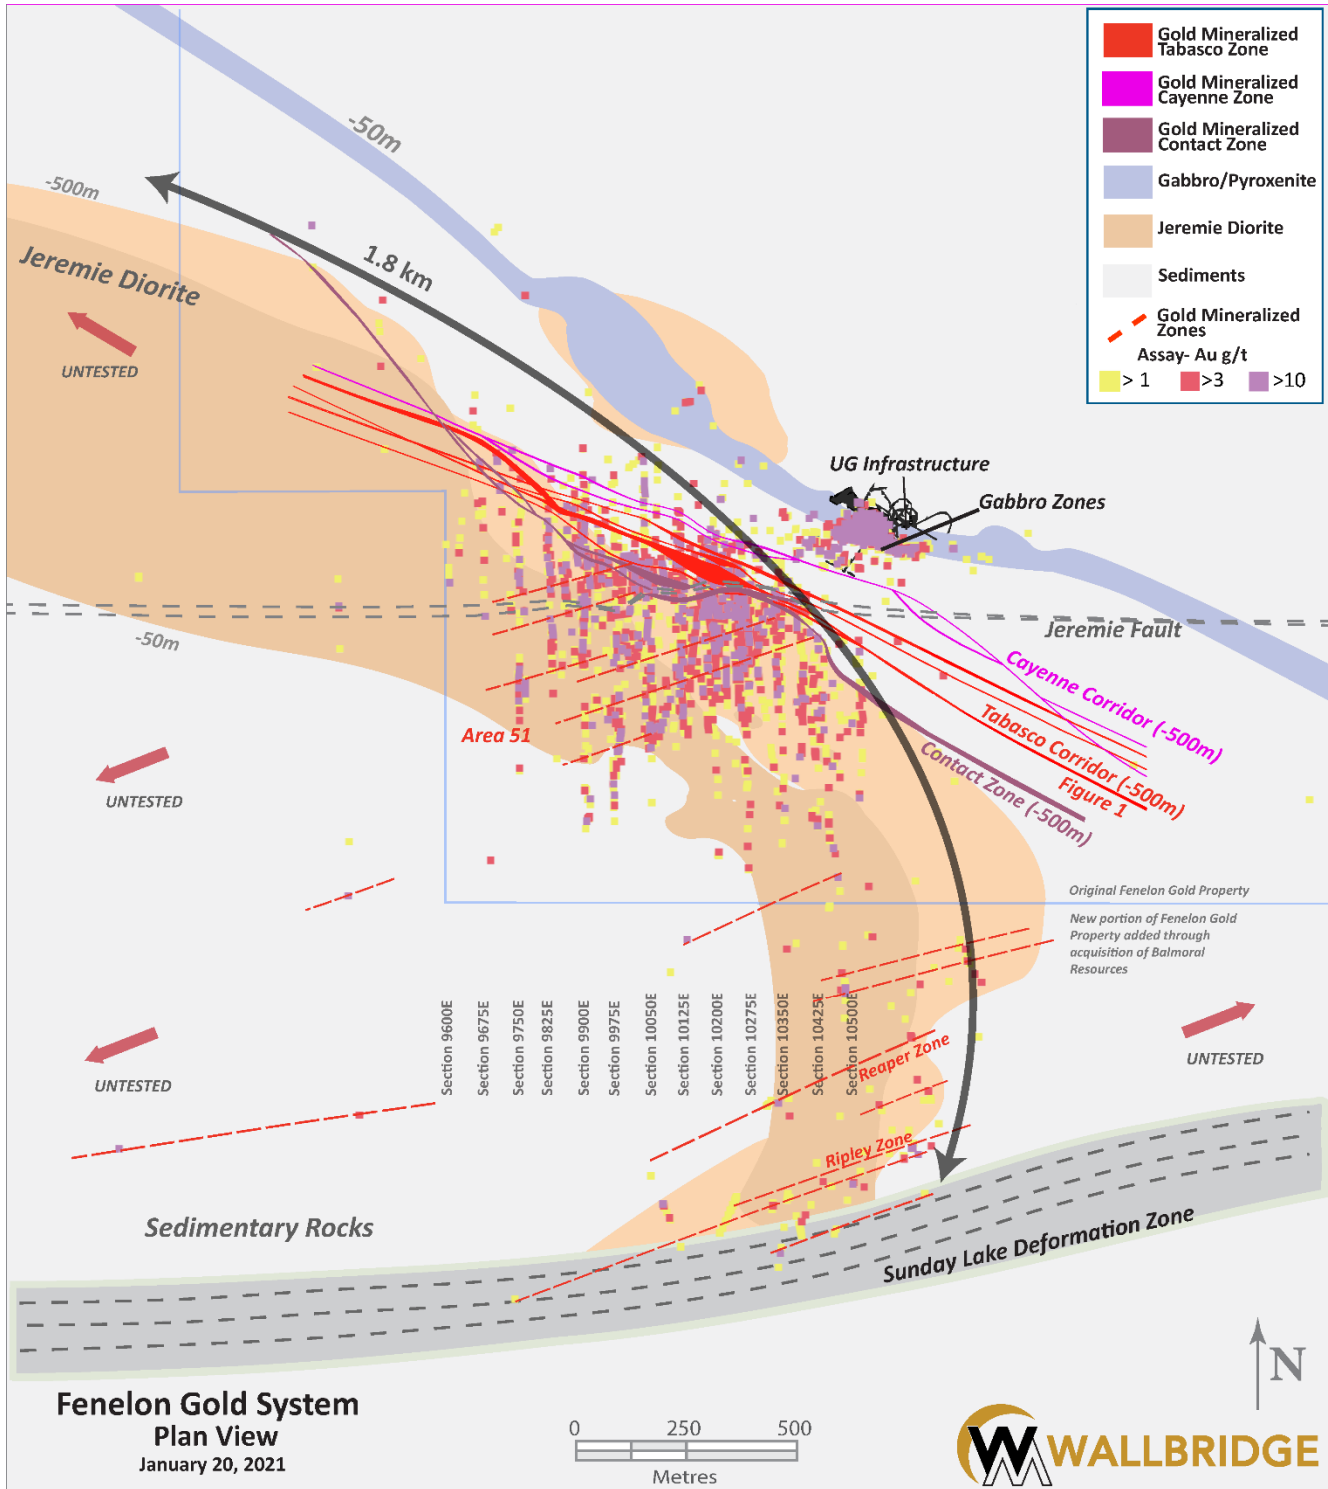 Gold Mineralized
Tabasco Zone
Gold Mineralized
Cayenne Zone
Gold Mineralized
Contact Zone
Gabbro/Pyroxenite
Jeremie Diorite
Sediments
Gold Mineralized
Zones
Assay- Au g/t
> 1
>3
>10
-50m
-500m
Jeremie Diorite
1.8 km
UNTESTED
UG Infrastructure
Gabbro Zones
-50m
Jeremie Fault
Cayenne Corridor (-500m)
Tabasco Corridor (-500m)
Figure 1
Contact Zone (-500m)
Area 51
UNTESTED
Original Fenelon Gold Property
New portion of Fenelon Gold
Property added through
acquisition of Balmoral
Resources
Section 9600E
Section 9675E
Section 97750E
Section 9825E
Section 9900E
Section 9975E
Section 10050E
Section 10125E
Section 10200E
Section 10275E
Section 10350E
Section 10425E
Section 10500E
UNTESTED
UNTESTED
Reaper Zone
Ripley Zone
Sedimentary Rocks
Sunday Lake Deformation Zone
Fenelon Gold System
Plan View
January 20, 2021
0 250 500
Metres
N
WALLBRIDGE